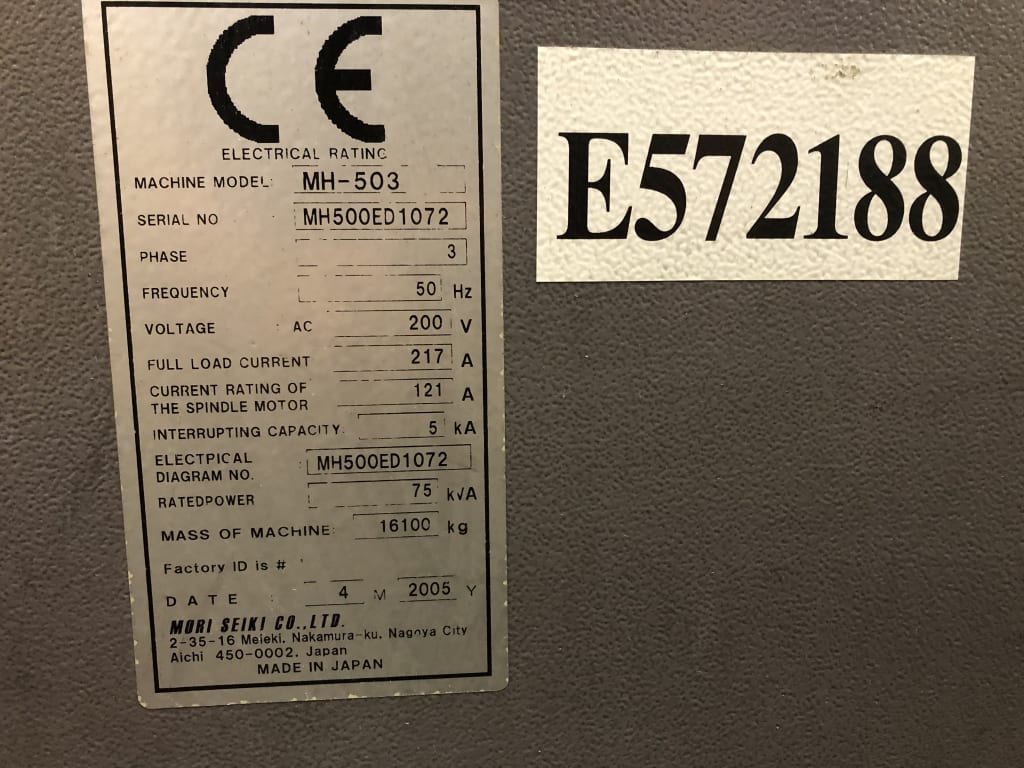 CE
ELECTRICAL RATING
MACHINE MODEL: MH-503
SERIAL NO MH500ED1072
PHASE 3
FREQUENCY 50 Hz
VOLTAGE : AC 200 V
FULL LOAD CURRENT 217 A
CURRENT RATING OF
THE SPINDLE MOTOR 121 A
INTERRUPTING CAPACITY: 5 kA
ELECTPICAL
DIAGRAM NO. MH500ED1072
RATEDPOWER 75 kVA
MASS OF MACHINE: 16100 kg
Factory ID is #
DATE : 4 M 2005 Y
MORI SEIKI CO.,LTD.
2-35-16 Meieki, Nakamura-ku, Nagoya City
Aichi 450-0002, Japan
MADE IN JAPAN
E572188